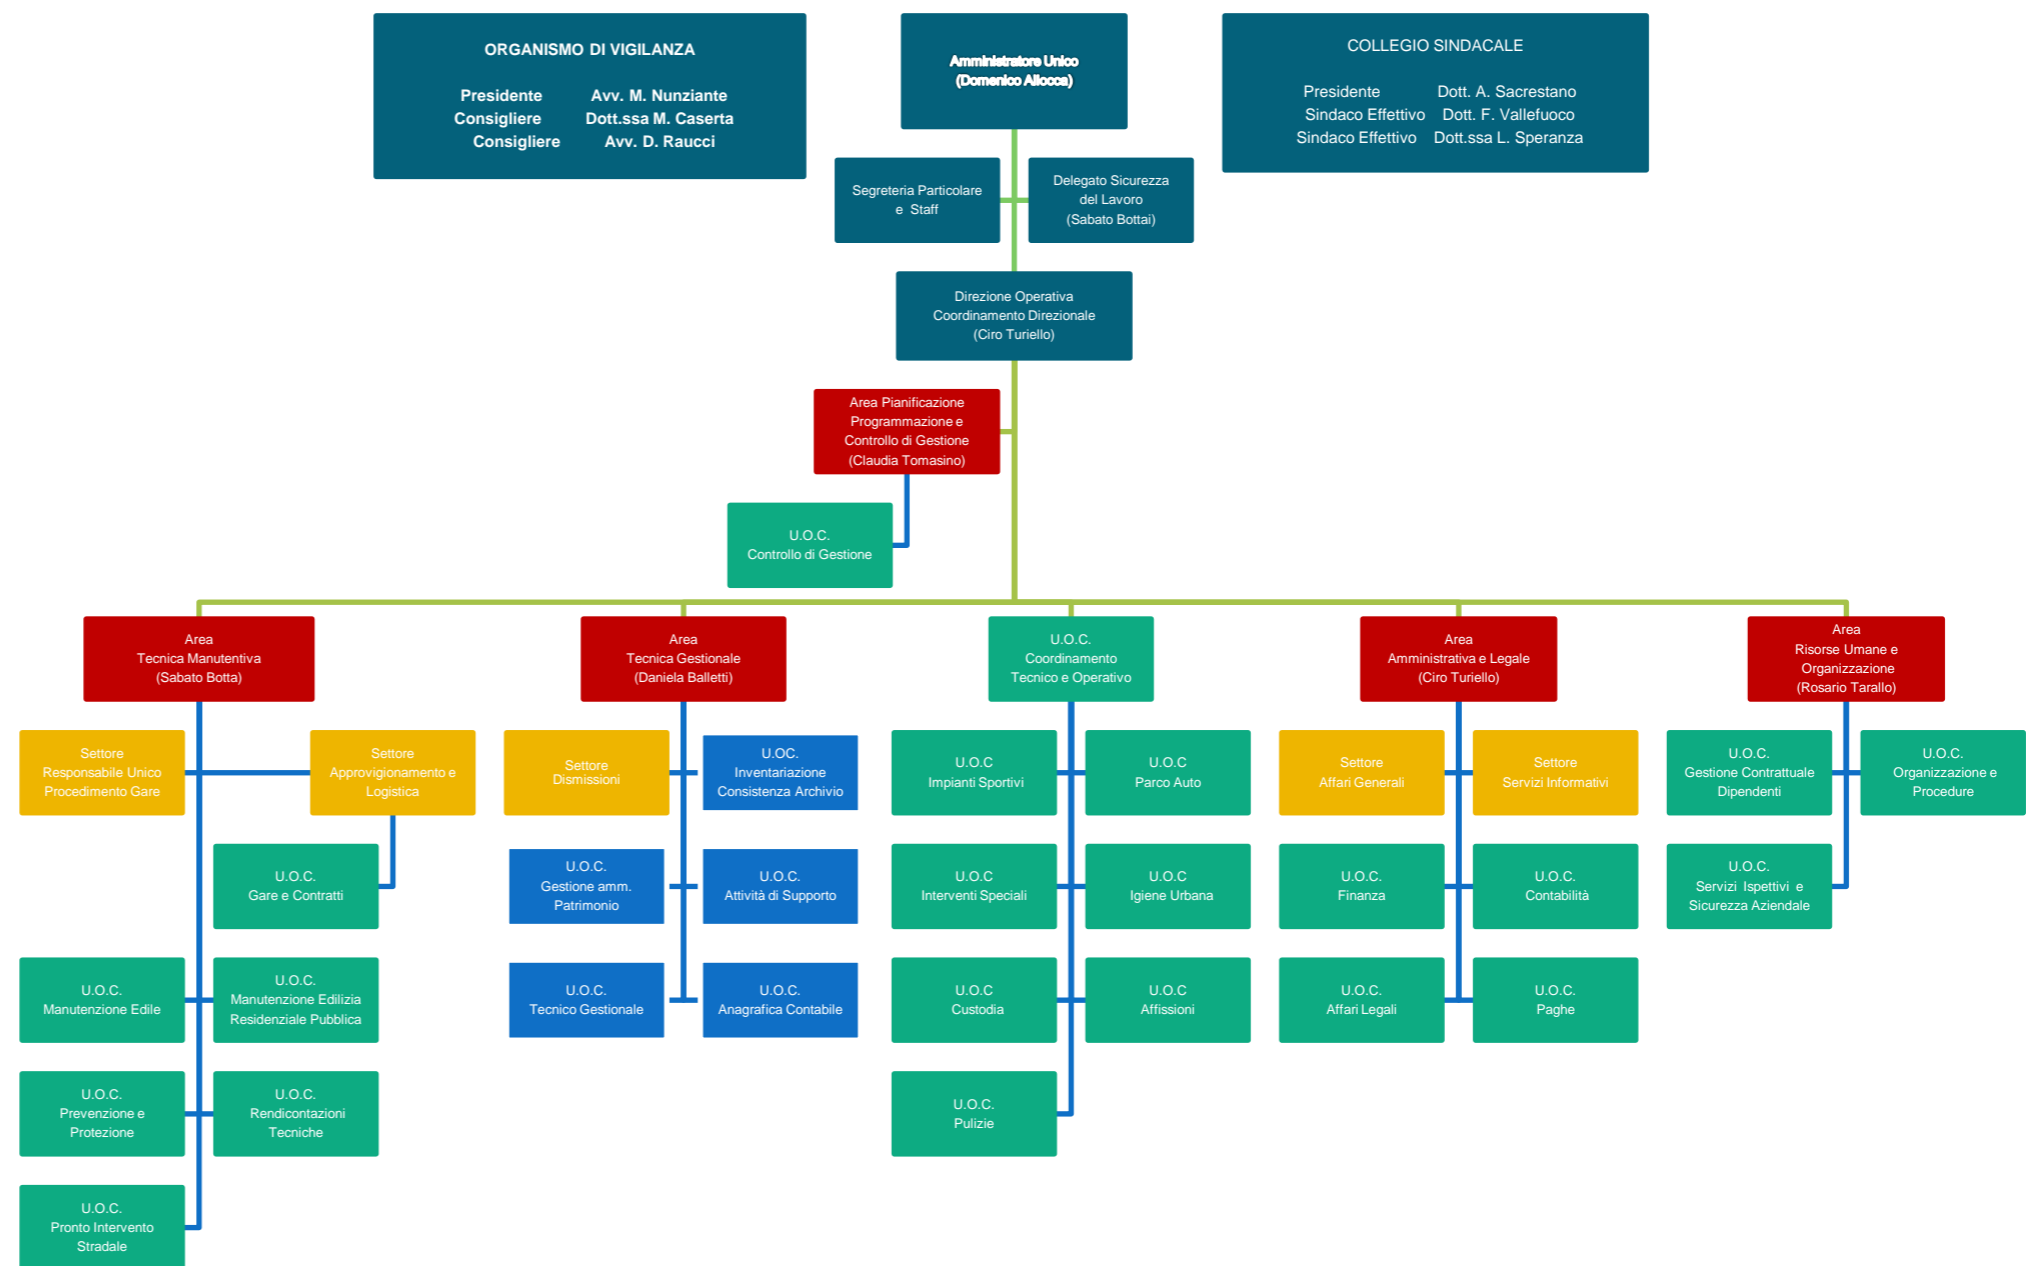 ORGANISMO DI VIGILANZA
Presidente Avv. M. Nunziante
Consigliere Dott.ssa M. Caserta
Consigliere Avv. D. Raucci
Amministratore Unico
(Domenico Allocca)
COLLEGIO SINDACALE
Presidente Dott. A. Sacrestano
Sindaco Effettivo Dott. F. Vallefuoco
Sindaco Effettivo Dott.ssa L. Speranza
Segreteria Particolare
e Staff
Delegato Sicurezza
del Lavoro
(Sabato Bottai)
Direzione Operativa
Coordinamento Direzionale
(Ciro Turiello)
Area Pianificazione
Programmazione e
Controllo di Gestione
(Claudia Tomasino)
U.O.C.
Controllo di Gestione
Area
Tecnica Manutentiva
(Sabato Botta)
Area
Tecnica Gestionale
(Daniela Balletti)
U.O.C.
Coordinamento
Tecnico e Operativo
Area
Amministrativa e Legale
(Ciro Turiello)
Area
Risorse Umane e
Organizzazione
(Rosario Tarallo)
Settore
Responsabile Unico
Procedimento Gare
Settore
Approvigionamento e
Logistica
Settore
Dismissioni
U.OC.
Inventariazione
Consistenza Archivio
U.O.C
Impianti Sportivi
U.O.C
Parco Auto
Settore
Affari Generali
Settore
Servizi Informativi
U.O.C.
Gestione Contrattuale
Dipendenti
U.O.C.
Organizzazione e
Procedure
U.O.C.
Gare e Contratti
U.O.C.
Gestione amm.
Patrimonio
U.O.C.
Attività di Supporto
U.O.C
Interventi Speciali
U.O.C
Igiene Urbana
U.O.C.
Finanza
U.O.C.
Contabilità
U.O.C.
Servizi Ispettivi e
Sicurezza Aziendale
U.O.C.
Manutenzione Edile
U.O.C.
Manutenzione Edilizia
Residenziale Pubblica
U.O.C.
Tecnico Gestionale
U.O.C.
Anagrafica Contabile
U.O.C
Custodia
U.O.C
Affissioni
U.O.C.
Affari Legali
U.O.C.
Paghe
U.O.C.
Prevenzione e
Protezione
U.O.C.
Rendicontazioni
Tecniche
U.O.C.
Pulizie
U.O.C.
Pronto Intervento
Stradale